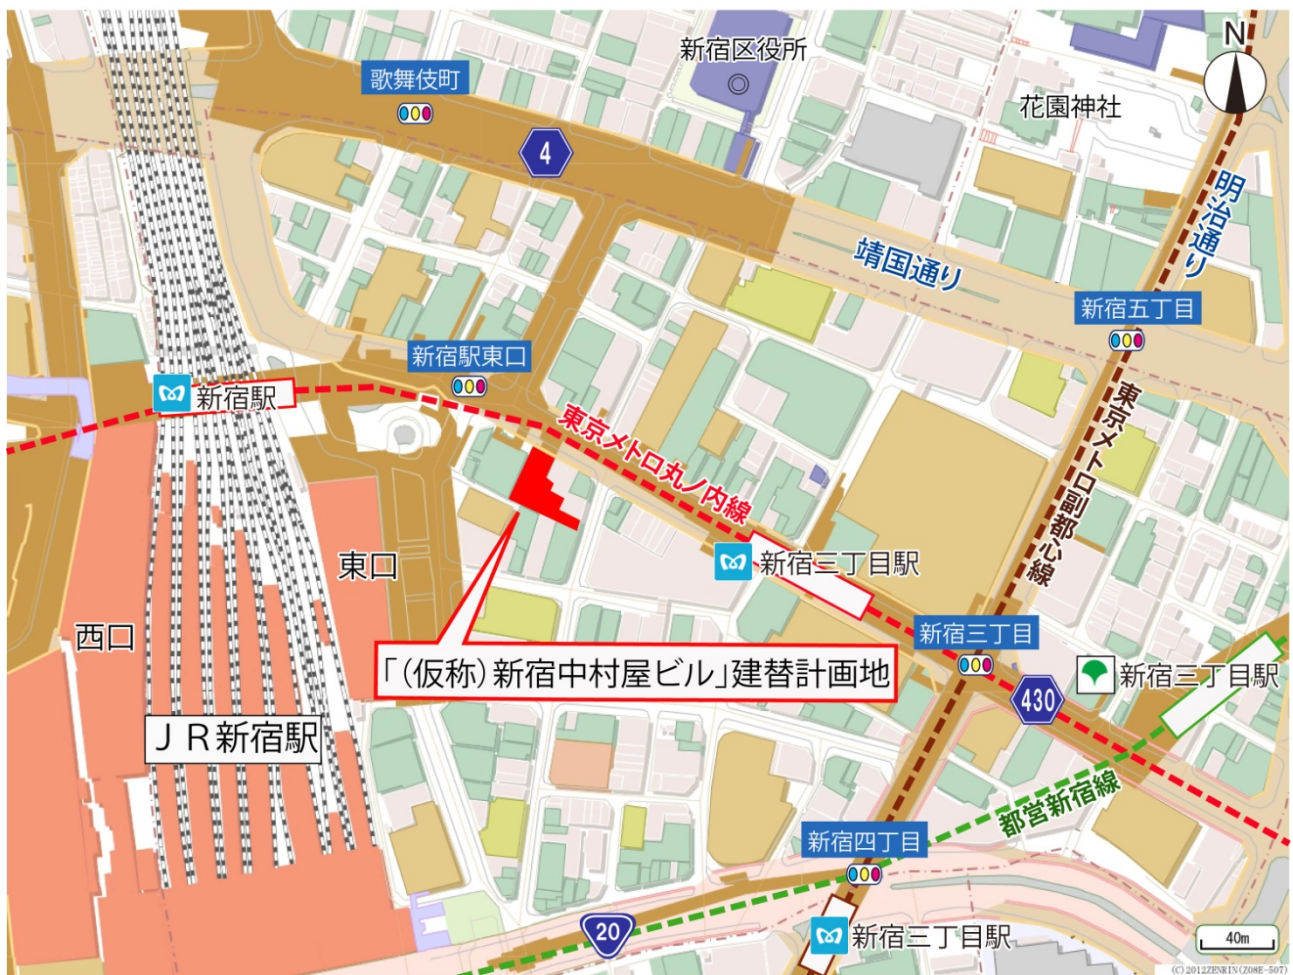 新宿区役所
N
歌舞伎町
花園神社
4
明治通り
靖国通り
新宿五丁目
新宿駅東口
新宿駅
東京メトロ丸ノ内線
東京メトロ副都心線
新宿三丁目駅
東口
西口
新宿三丁目
「(仮称)新宿中村屋ビル」建替計画地
新宿三丁目駅
430
JR新宿駅
都営新宿線
新宿四丁目
20
新宿三丁目駅
40m
(C)2012ZENRIN(Z08E-507)